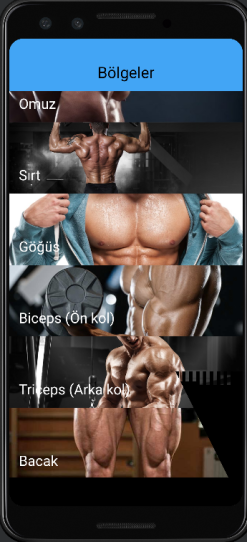 Bölgeler
Omuz
Sırt
Göğüs
Biceps (Ön kol)
Triceps (Arka kol)
Bacak